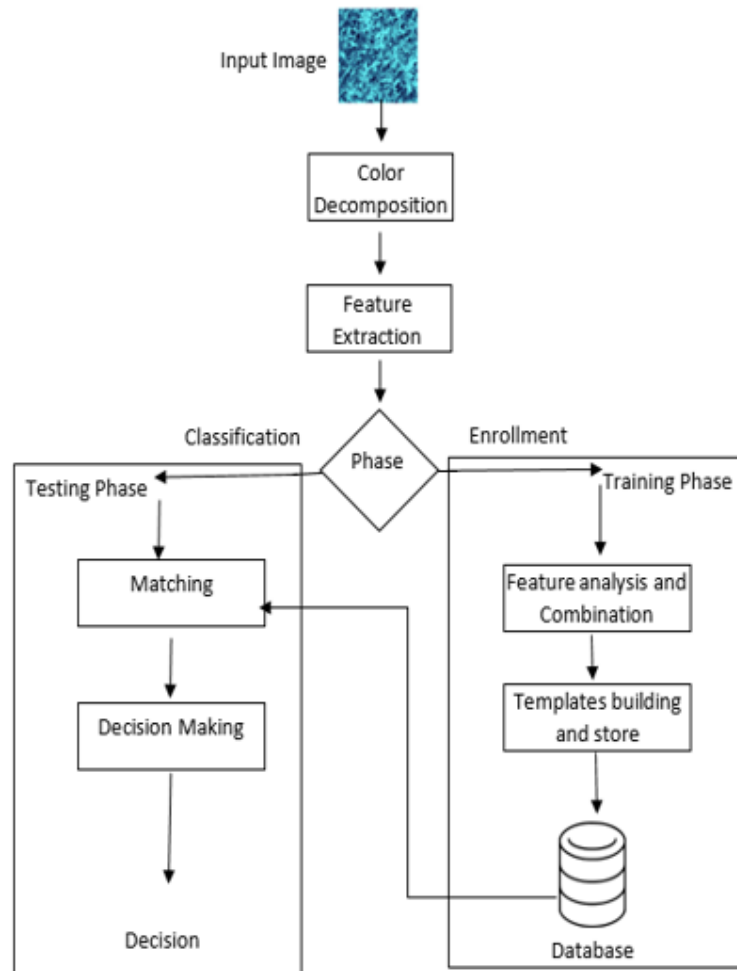 Input Image
Color
Decomposition
Feature
Extraction
Phase
Classification
Testing Phase
Matching
Decision Making
Decision
Enrollment
Training Phase
Feature analysis and
Combination
Templates building
and store
Database